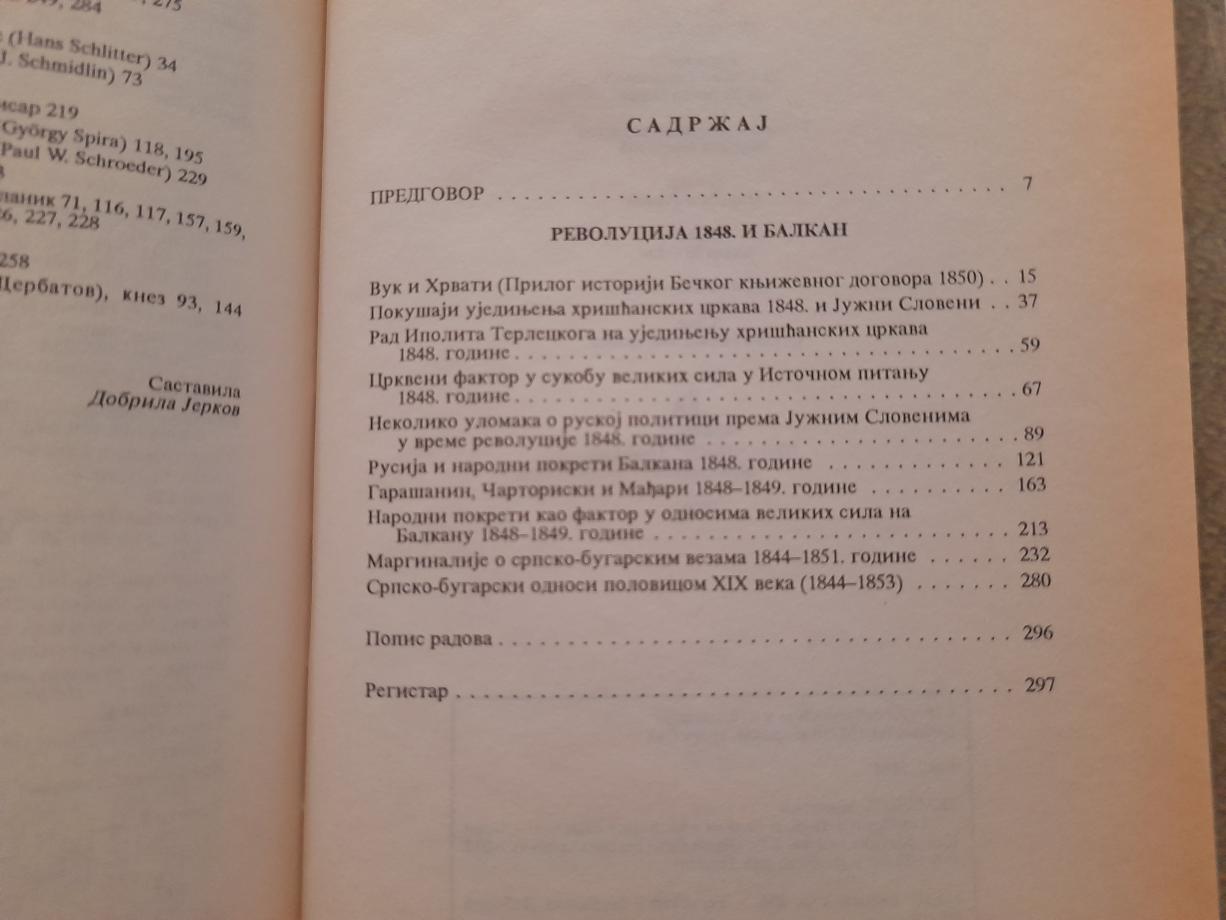 249, 284
(Hans Schlitter) 34
J. Schmidlin) 73
219
György Spira) 118, 195
Paul W. Schroeder) 229
71, 116, 117, 157, 159,
227, 228
258
кнез 93, 144
Саставила
Добрила Јерков
САДРЖАЈ
ПРЕДГОВОР . . . . . . . . . . . . . . . . . . . . . . . . . . . . . . . . . . . . . 7
РЕВОЛУЦИЈА 1848. И БАЛКАН
Вук и Хрвати (Прилог историји Бечког књижевног договора 1850) . . 15
Покушаји уједињења хришћанских цркава 1848. и Јужни Словени . . 37
Рад Иполита Терлецкога на уједињењу хришћанских цркава
1848. године . . . . . . . . . . . . . . . . . . . . . . . . . . . . . . . . . . . . 59
Црквени фактор у сукобу великих сила у Источном питању
1848. године . . . . . . . . . . . . . . . . . . . . . . . . . . . . . . . . . . . . 67
Неколико уломака о руској политици према Јужним Словенима
у време револуције 1848. године . . . . . . . . . . . . . . . . . . . . . . . 89
Русија и народни покрети Балкана 1848. године . . . . . . . . . . . . . 121
Гарашанин, Чарториски и Мађари 1848–1849. године . . . . . . . . . . 163
Народни покрети као фактор у односима великих сила на
Балкану 1848–1849. године . . . . . . . . . . . . . . . . . . . . . . . . . . 213
Маргиналије о српско-бугарским везама 1844–1851. године . . . . . . 232
Српско-бугарски односи половицом XIX века (1844–1853) . . . . . . . 280
Попис радова . . . . . . . . . . . . . . . . . . . . . . . . . . . . . . . . . . . . . 296
Регистар . . . . . . . . . . . . . . . . . . . . . . . . . . . . . . . . . . . . . . . . 297